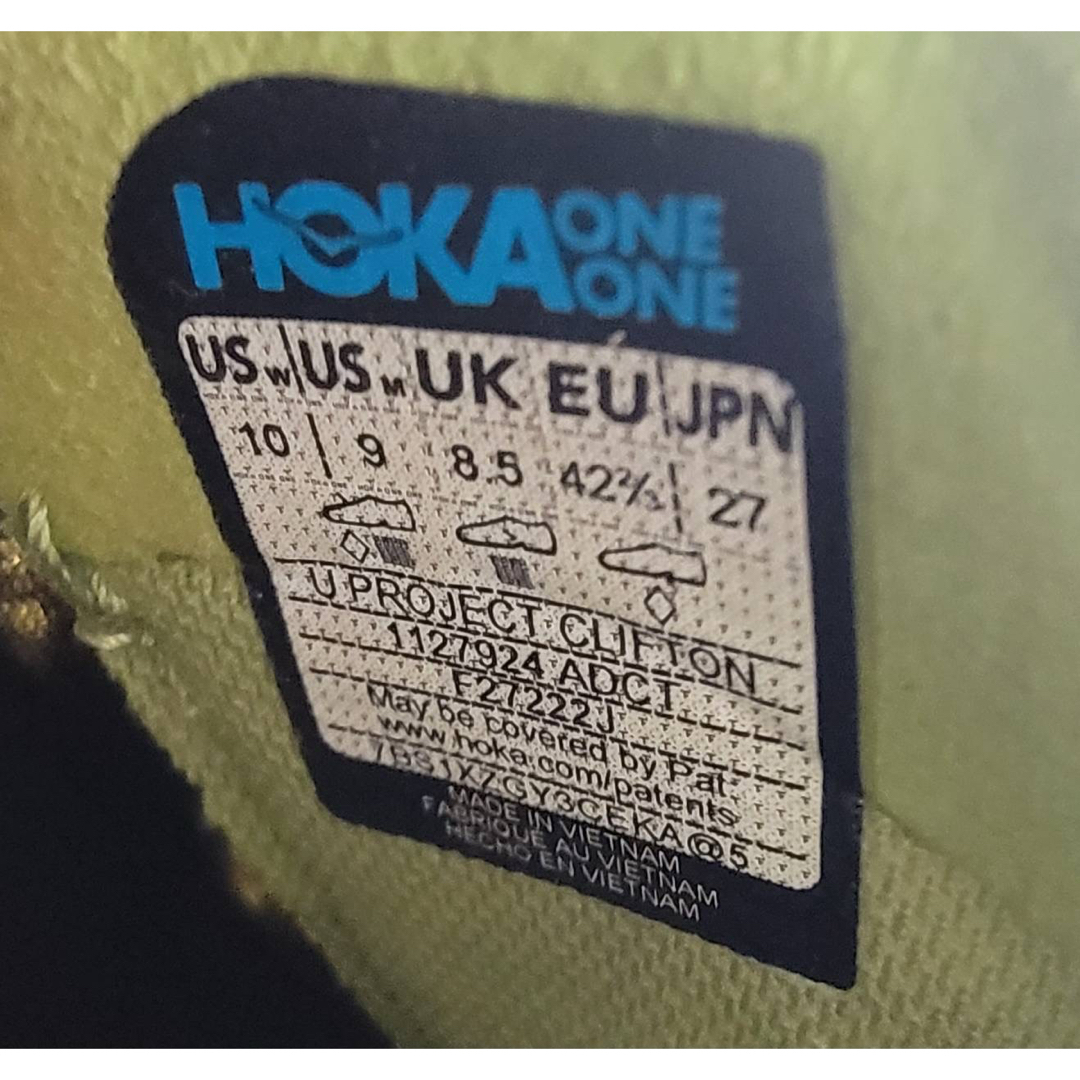 HOKA ONE ONE
US W US M UK EU JPN
10 9 8.5 42⅔ 27
U PROJECT CLIFTON
1127924 ADCT
F27222J
May be covered by Pat.
www.hoka.com/patents
7BS1XZGY3CEKA@5
MADE IN VIETNAM
FABRIQUÉ AU VIETNAM
HECHO EN VIETNAM